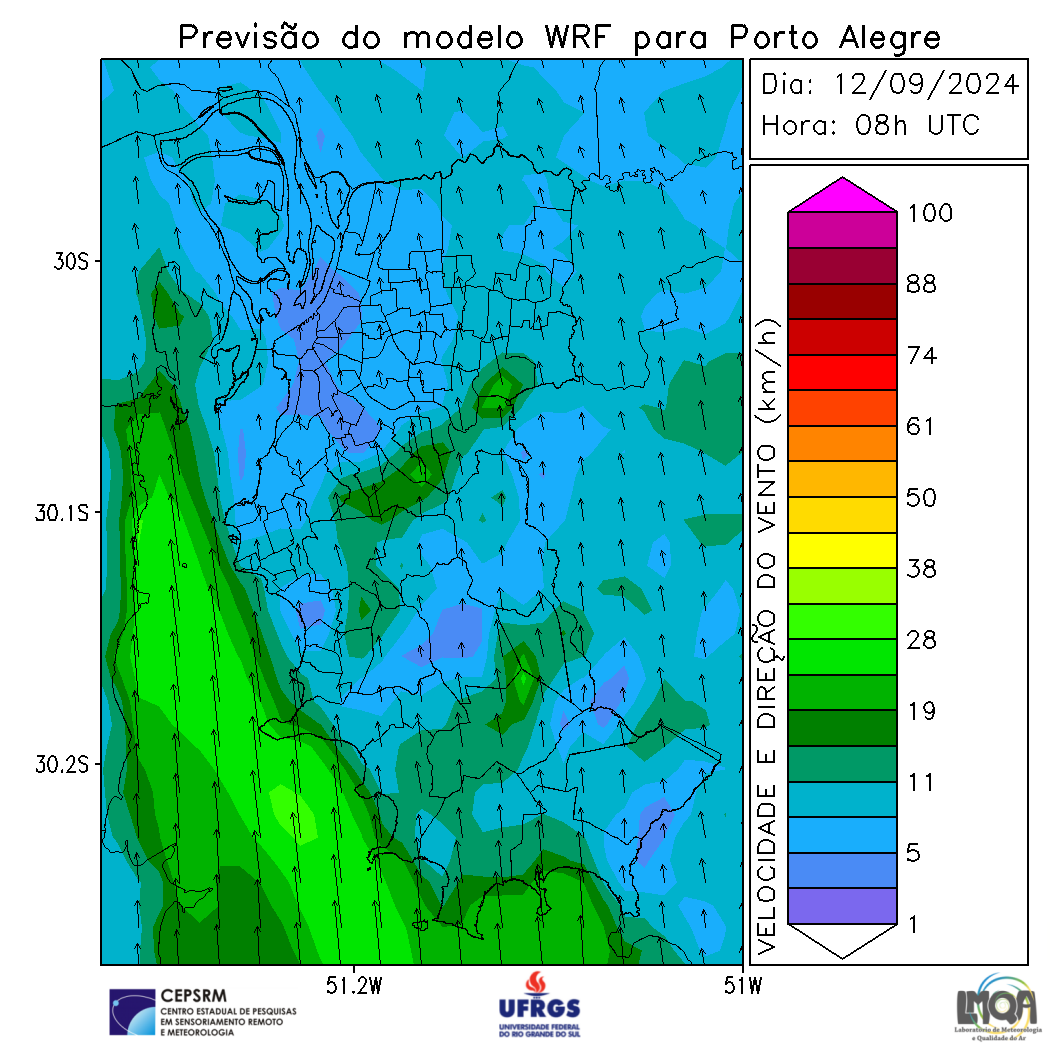 Previsão do modelo WRF para Porto Alegre
Dia: 12/09/2024
Hora: 08h UTC
30S
30.1S
30.2S
51.2W
51W
VELOCIDADE E DIREÇÃO DO VENTO (km/h)
100
88
74
61
50
38
28
19
11
5
1
CEPSRM
CENTRO ESTADUAL DE PESQUISAS
EM SENSORIAMENTO REMOTO
E METEOROLOGIA
UFRGS
UNIVERSIDADE FEDERAL
DO RIO GRANDE DO SUL
LMQA
Laboratório de Meteorologia
e Qualidade do Ar